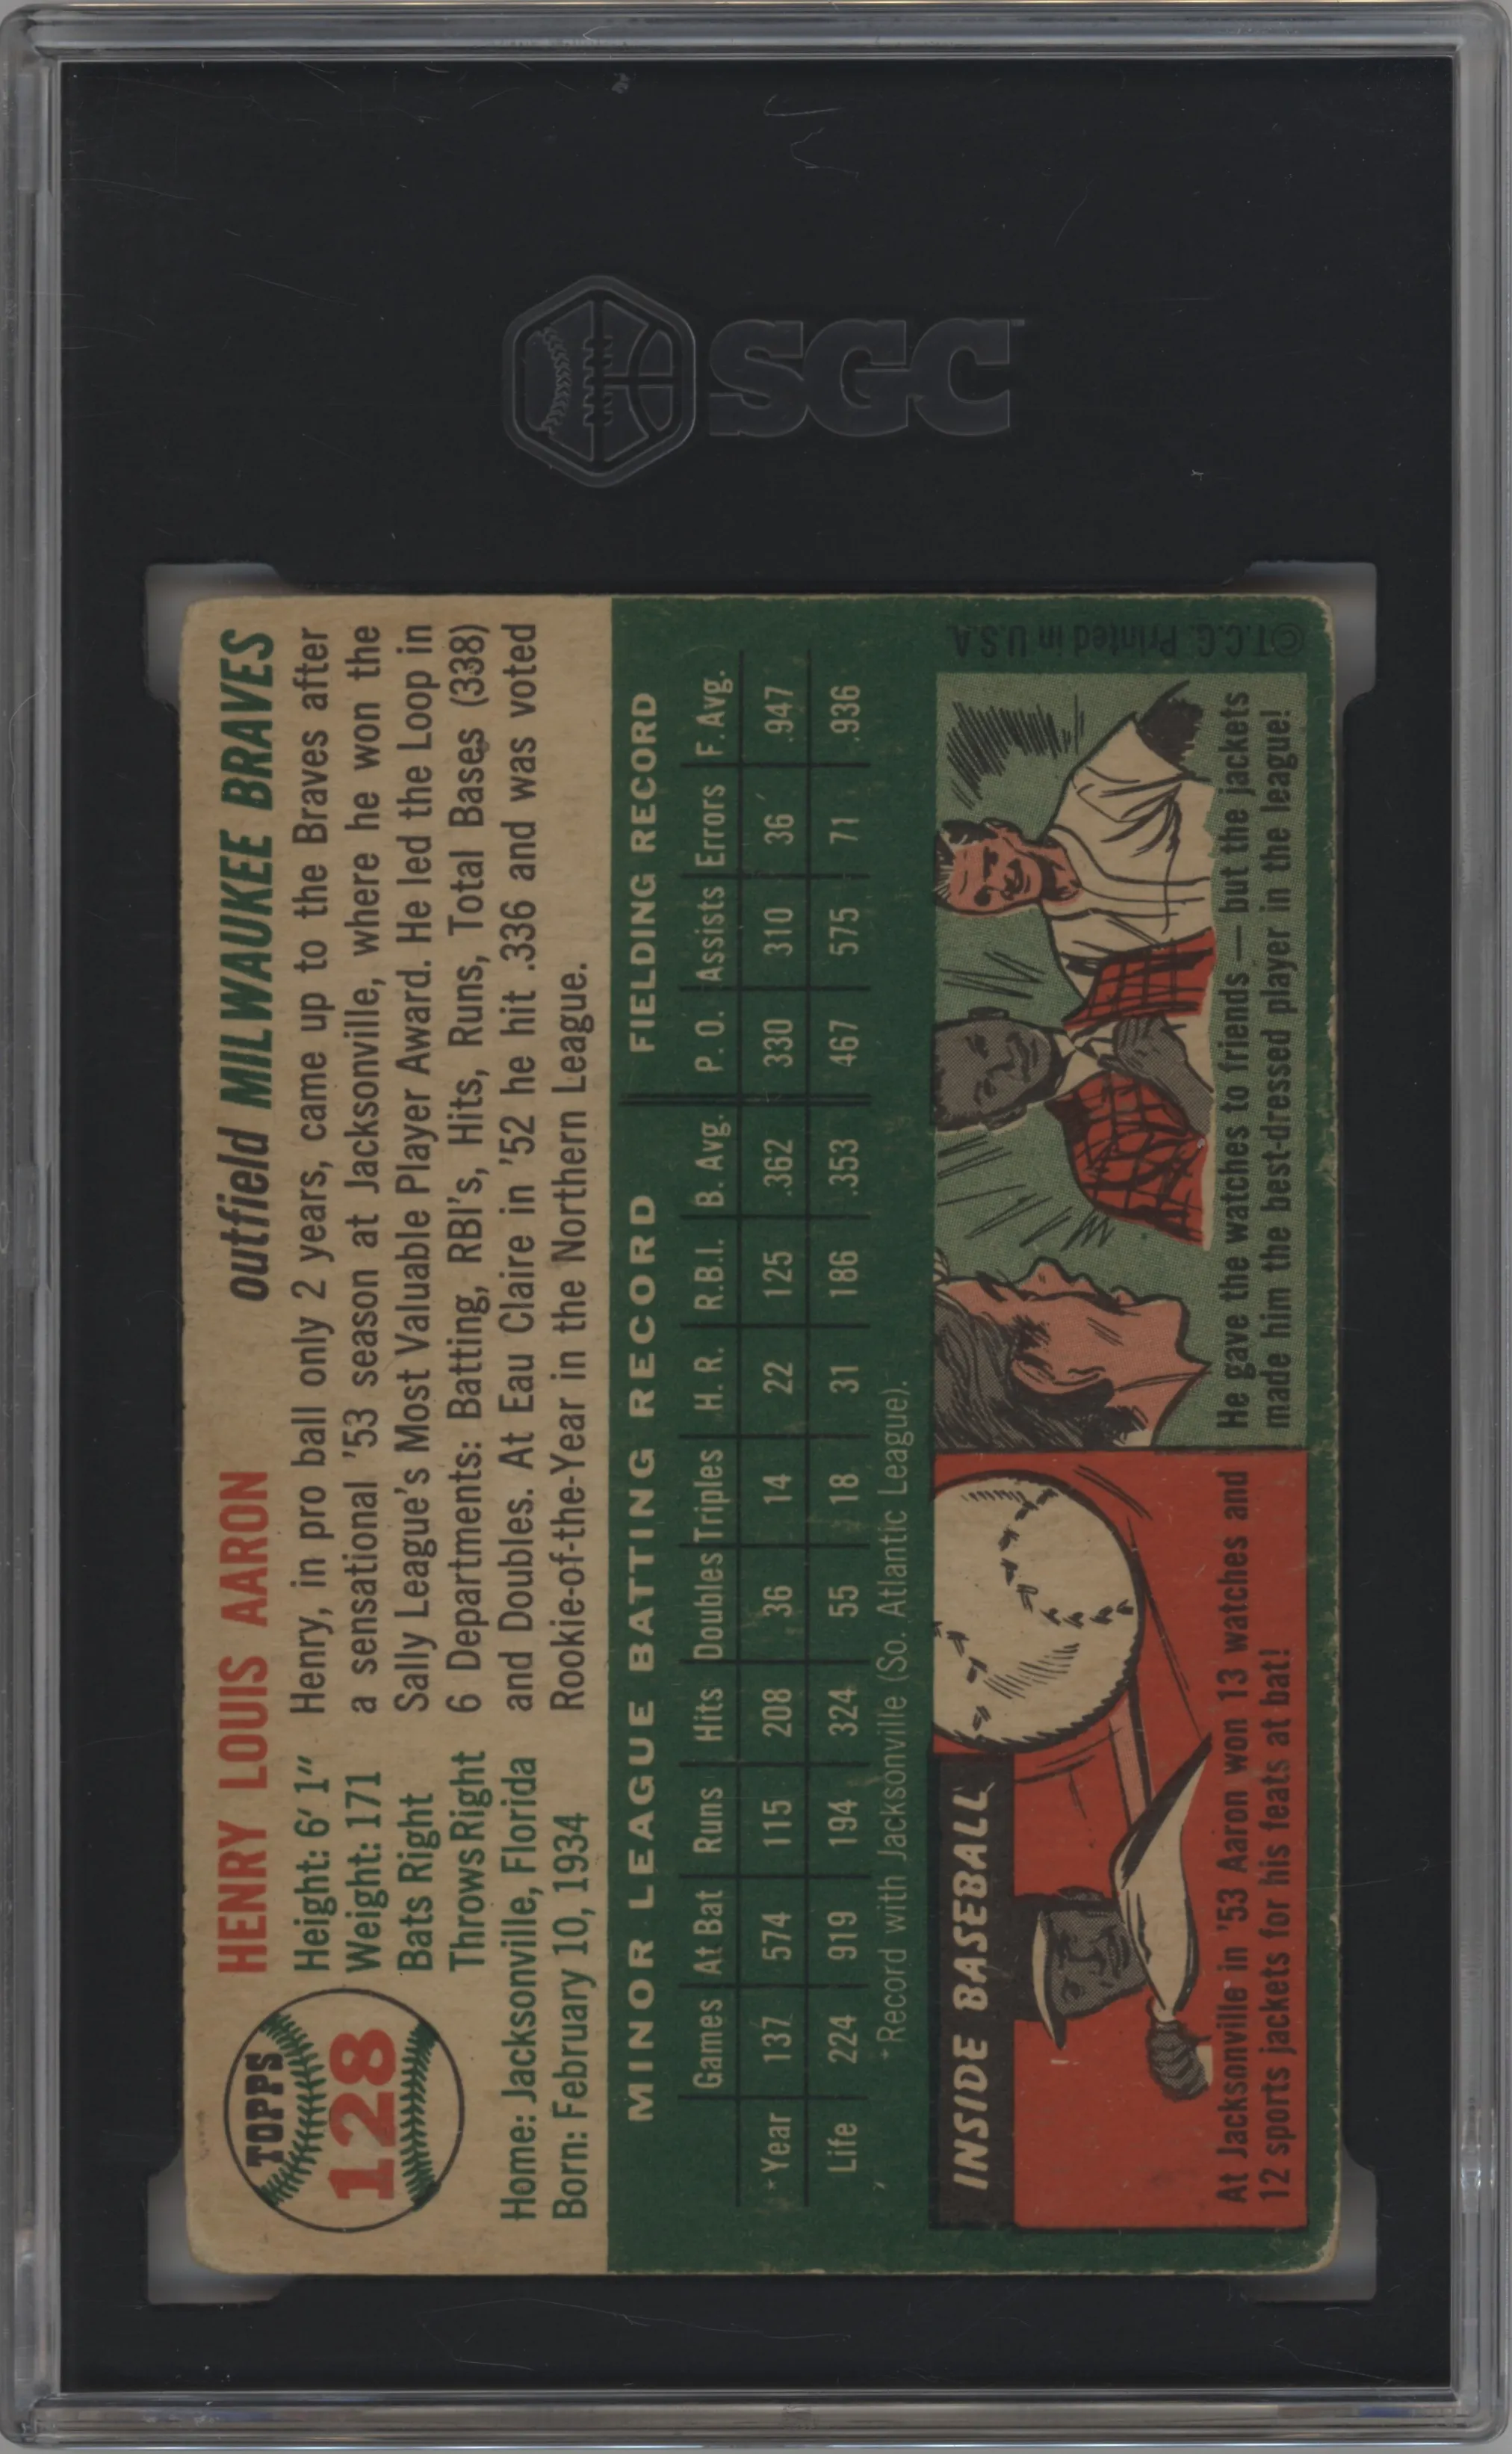 SGC
TOPPS
128
HENRY LOUIS AARON
outfield MILWAUKEE BRAVES
Height: 6' 1"
Weight: 171
Bats Right
Throws Right
Home: Jacksonville, Florida
Born: February 10, 1934
Henry, in pro ball only 2 years, came up to the Braves after
a sensational '53 season at Jacksonville, where he won the
Sally League's Most Valuable Player Award. He led the Loop in
6 Departments: Batting, RBI's, Hits, Runs, Total Bases (338)
and Doubles. At Eau Claire in '52 he hit .336 and was voted
Rookie-of-the-Year in the Northern League.
MINOR LEAGUE BATTING RECORD FIELDING RECORD
Games At Bat Runs Hits Doubles Triples H. R. R.B.I. B. Avg. P. O. Assists Errors F. Avg.
*Year 137 574 115 208 36 14 22 125 .362 330 310 36 .947
Life 224 919 194 324 55 18 31 186 .353 467 575 71 .936
*Record with Jacksonville (So. Atlantic League).
INSIDE BASEBALL
At Jacksonville in '53 Aaron won 13 watches and
12 sports jackets for his feats at bat!
He gave the watches to friends — but the jackets
made him the best-dressed player in the league!
©T.C.G. Printed in U.S.A.